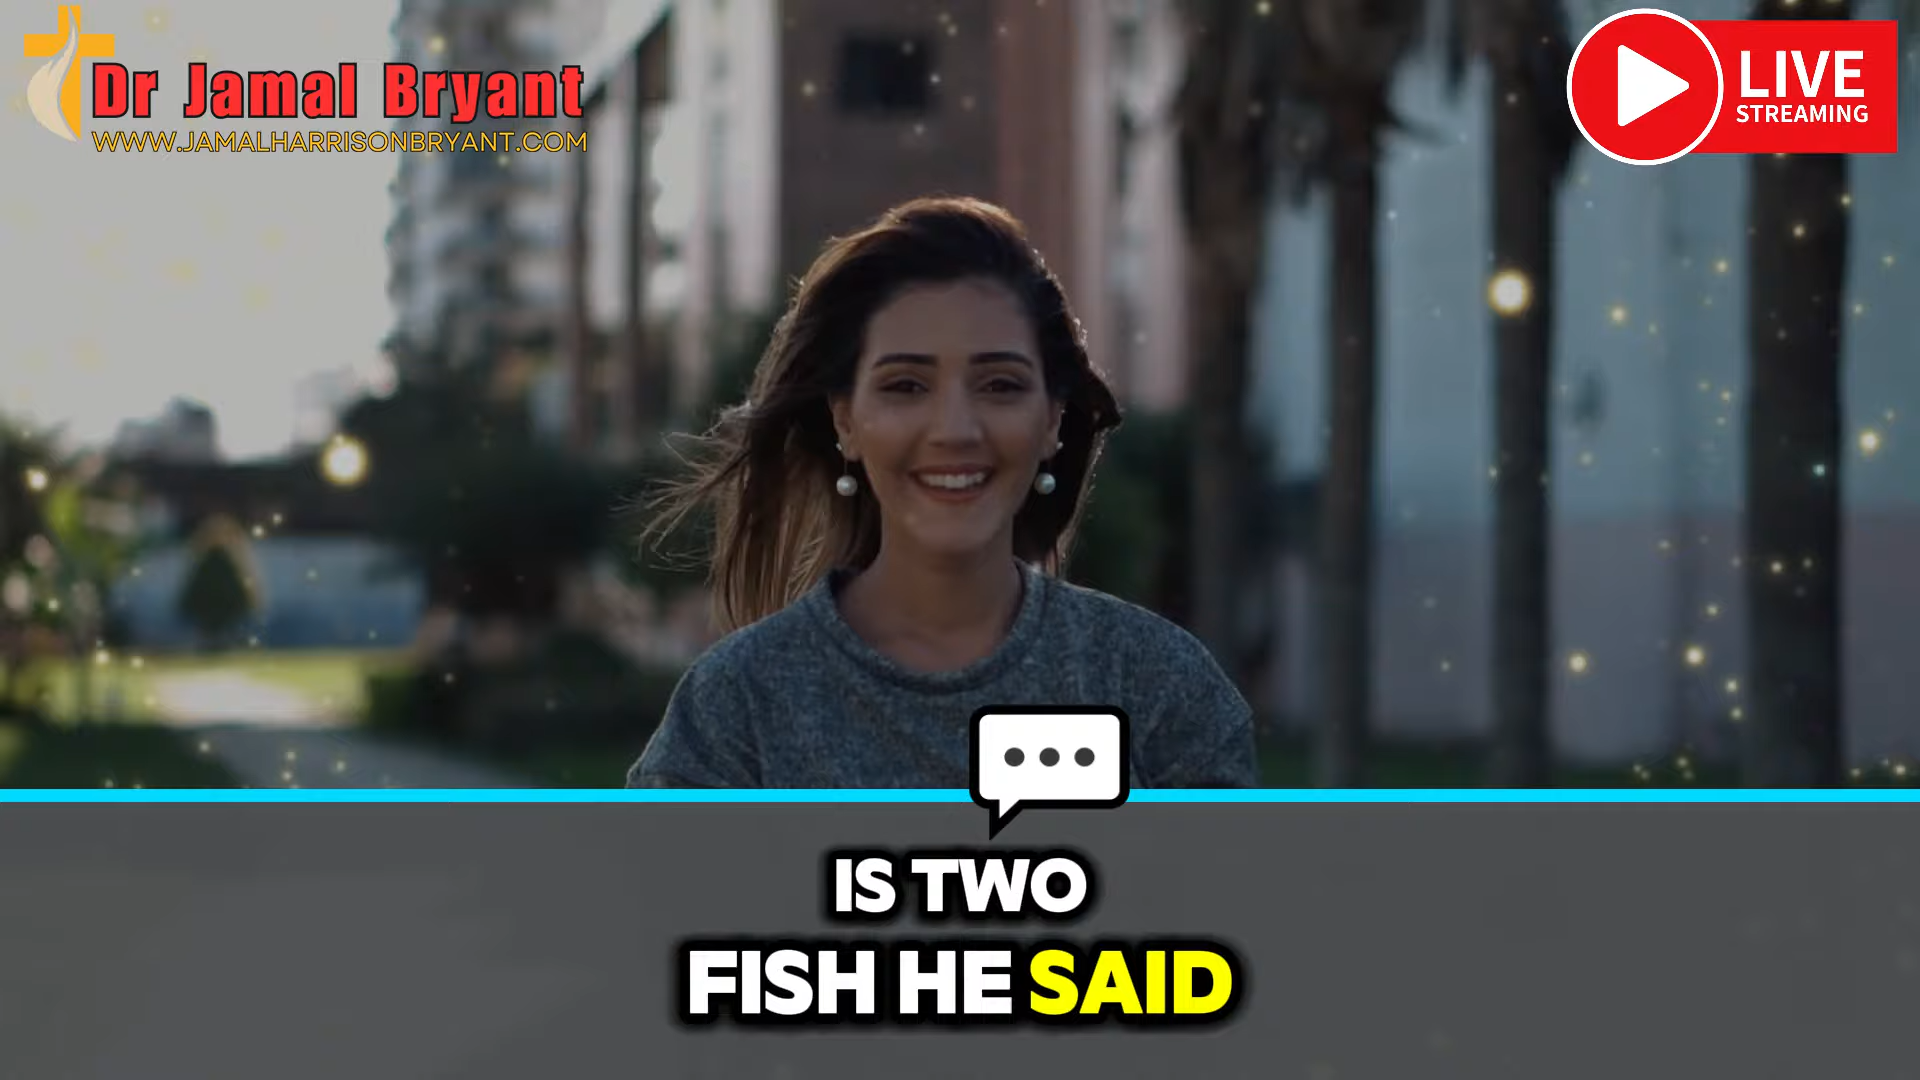 Dr Jamal Bryant
WWW.JAMALHARRISONBRYANT.COM
LIVE
STREAMING
IS TWO
FISH HE SAID